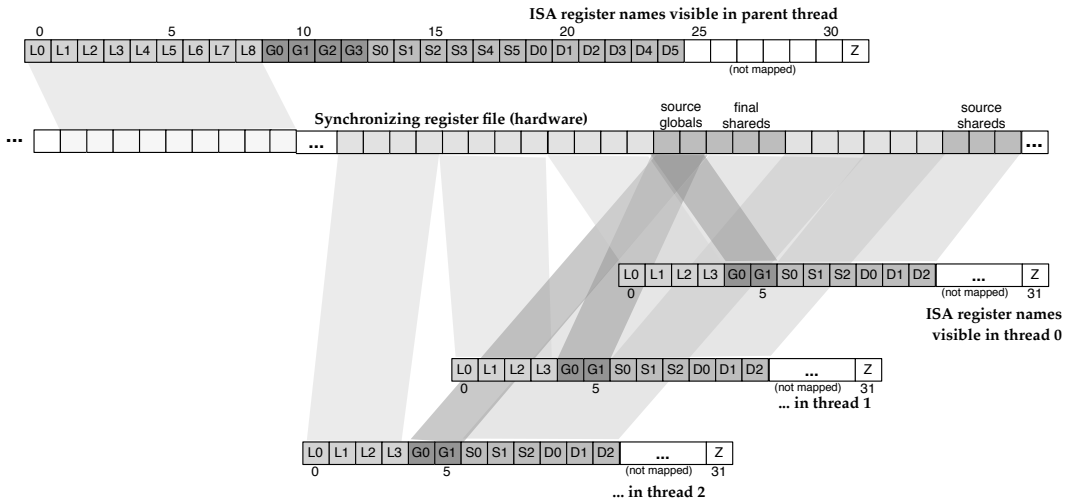 ISA register names visible in parent thread
0 5 10 15 20 25 30
L0 L1 L2 L3 L4 L5 L6 L7 L8 G0 G1 G2 G3 S0 S1 S2 S3 S4 S5 D0 D1 D2 D3 D4 D5 Z
(not mapped)
Synchronizing register file (hardware)
source globals
final shareds
source shareds
... ... ...
L0 L1 L2 L3 G0 G1 S0 S1 S2 D0 D1 D2 ... Z
0 5 (not mapped) 31
ISA register names
visible in thread 0
L0 L1 L2 L3 G0 G1 S0 S1 S2 D0 D1 D2 ... Z
0 5 (not mapped) 31
... in thread 1
L0 L1 L2 L3 G0 G1 S0 S1 S2 D0 D1 D2 ... Z
0 5 (not mapped) 31
... in thread 2